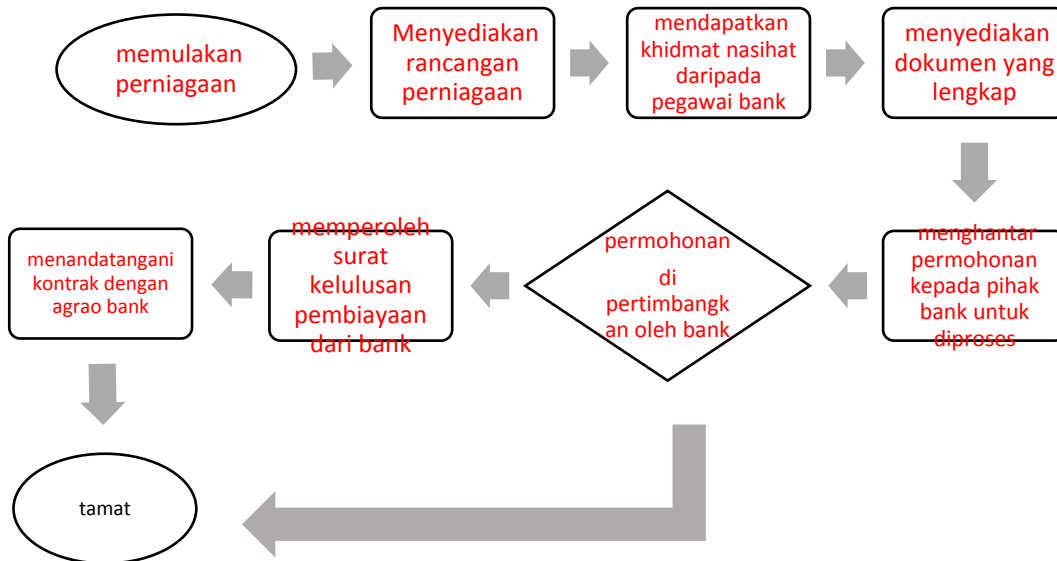 memulakan
perniagaan
Menyediakan
rancangan
perniagaan
mendapatkan
khidmat nasihat
daripada
pegawai bank
menyediakan
dokumen yang
lengkap
menghantar
permohonan
kepada pihak
bank untuk
diproses
permohonan
di
pertimbangk
an oleh bank
memperoleh
surat
kelulusan
pembiayaan
dari bank
menandatangani
kontrak dengan
agrao bank
tamat